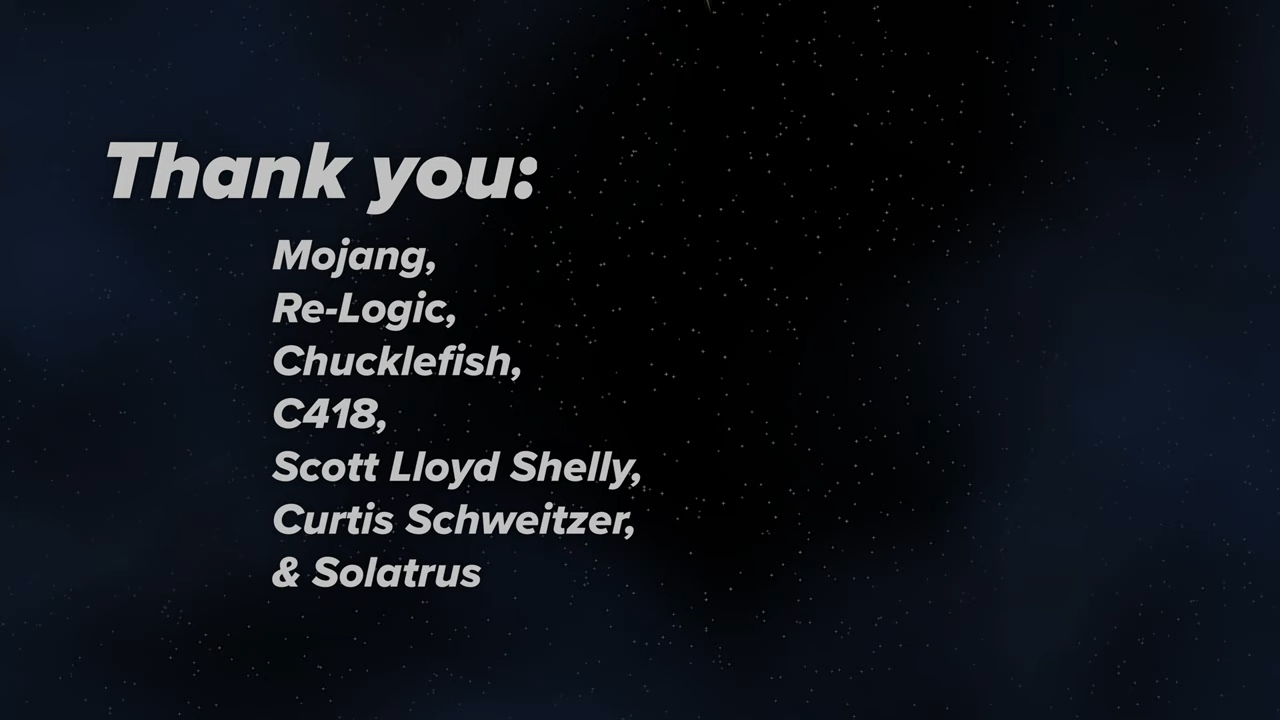 Thank you:
Mojang,
Re-Logic,
Chucklefish,
C418,
Scott Lloyd Shelly,
Curtis Schweitzer,
& Solatrus